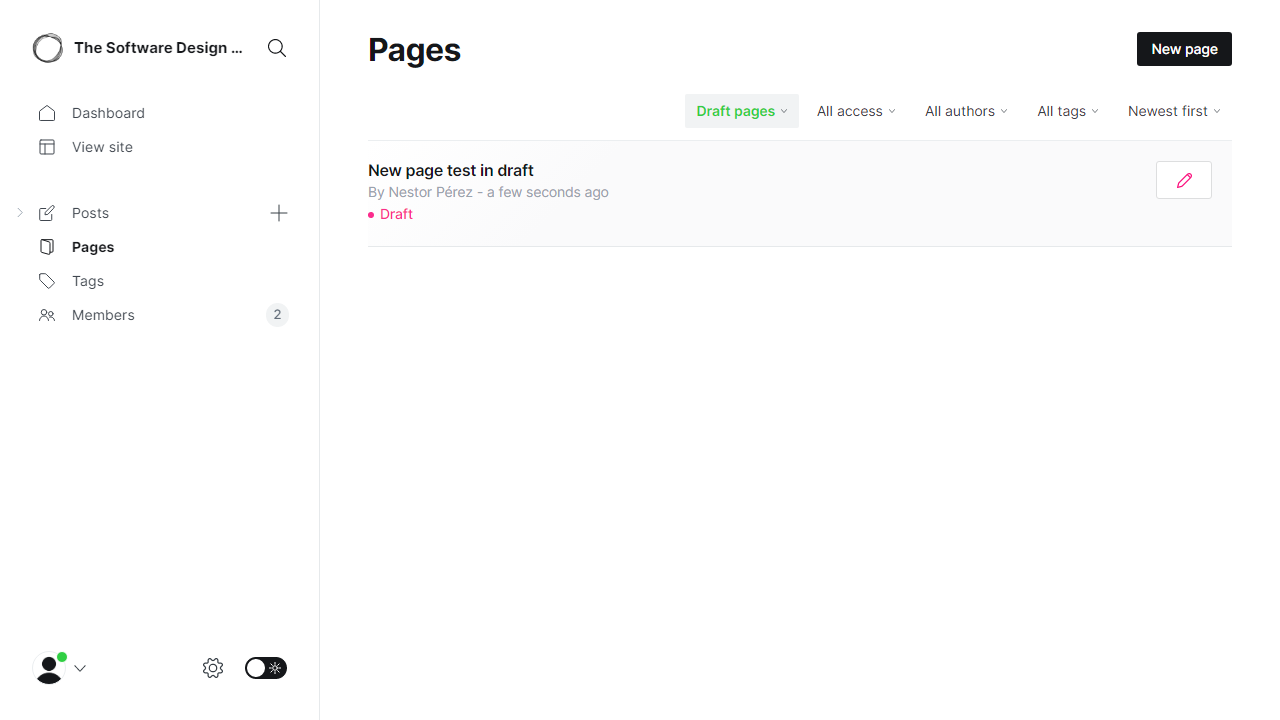 The Software Design ...
Dashboard
View site
Posts
Pages
Tags
Members
2
Pages
New page
Draft pages
All access
All authors
All tags
Newest first
New page test in draft
By Nestor Pérez - a few seconds ago
Draft